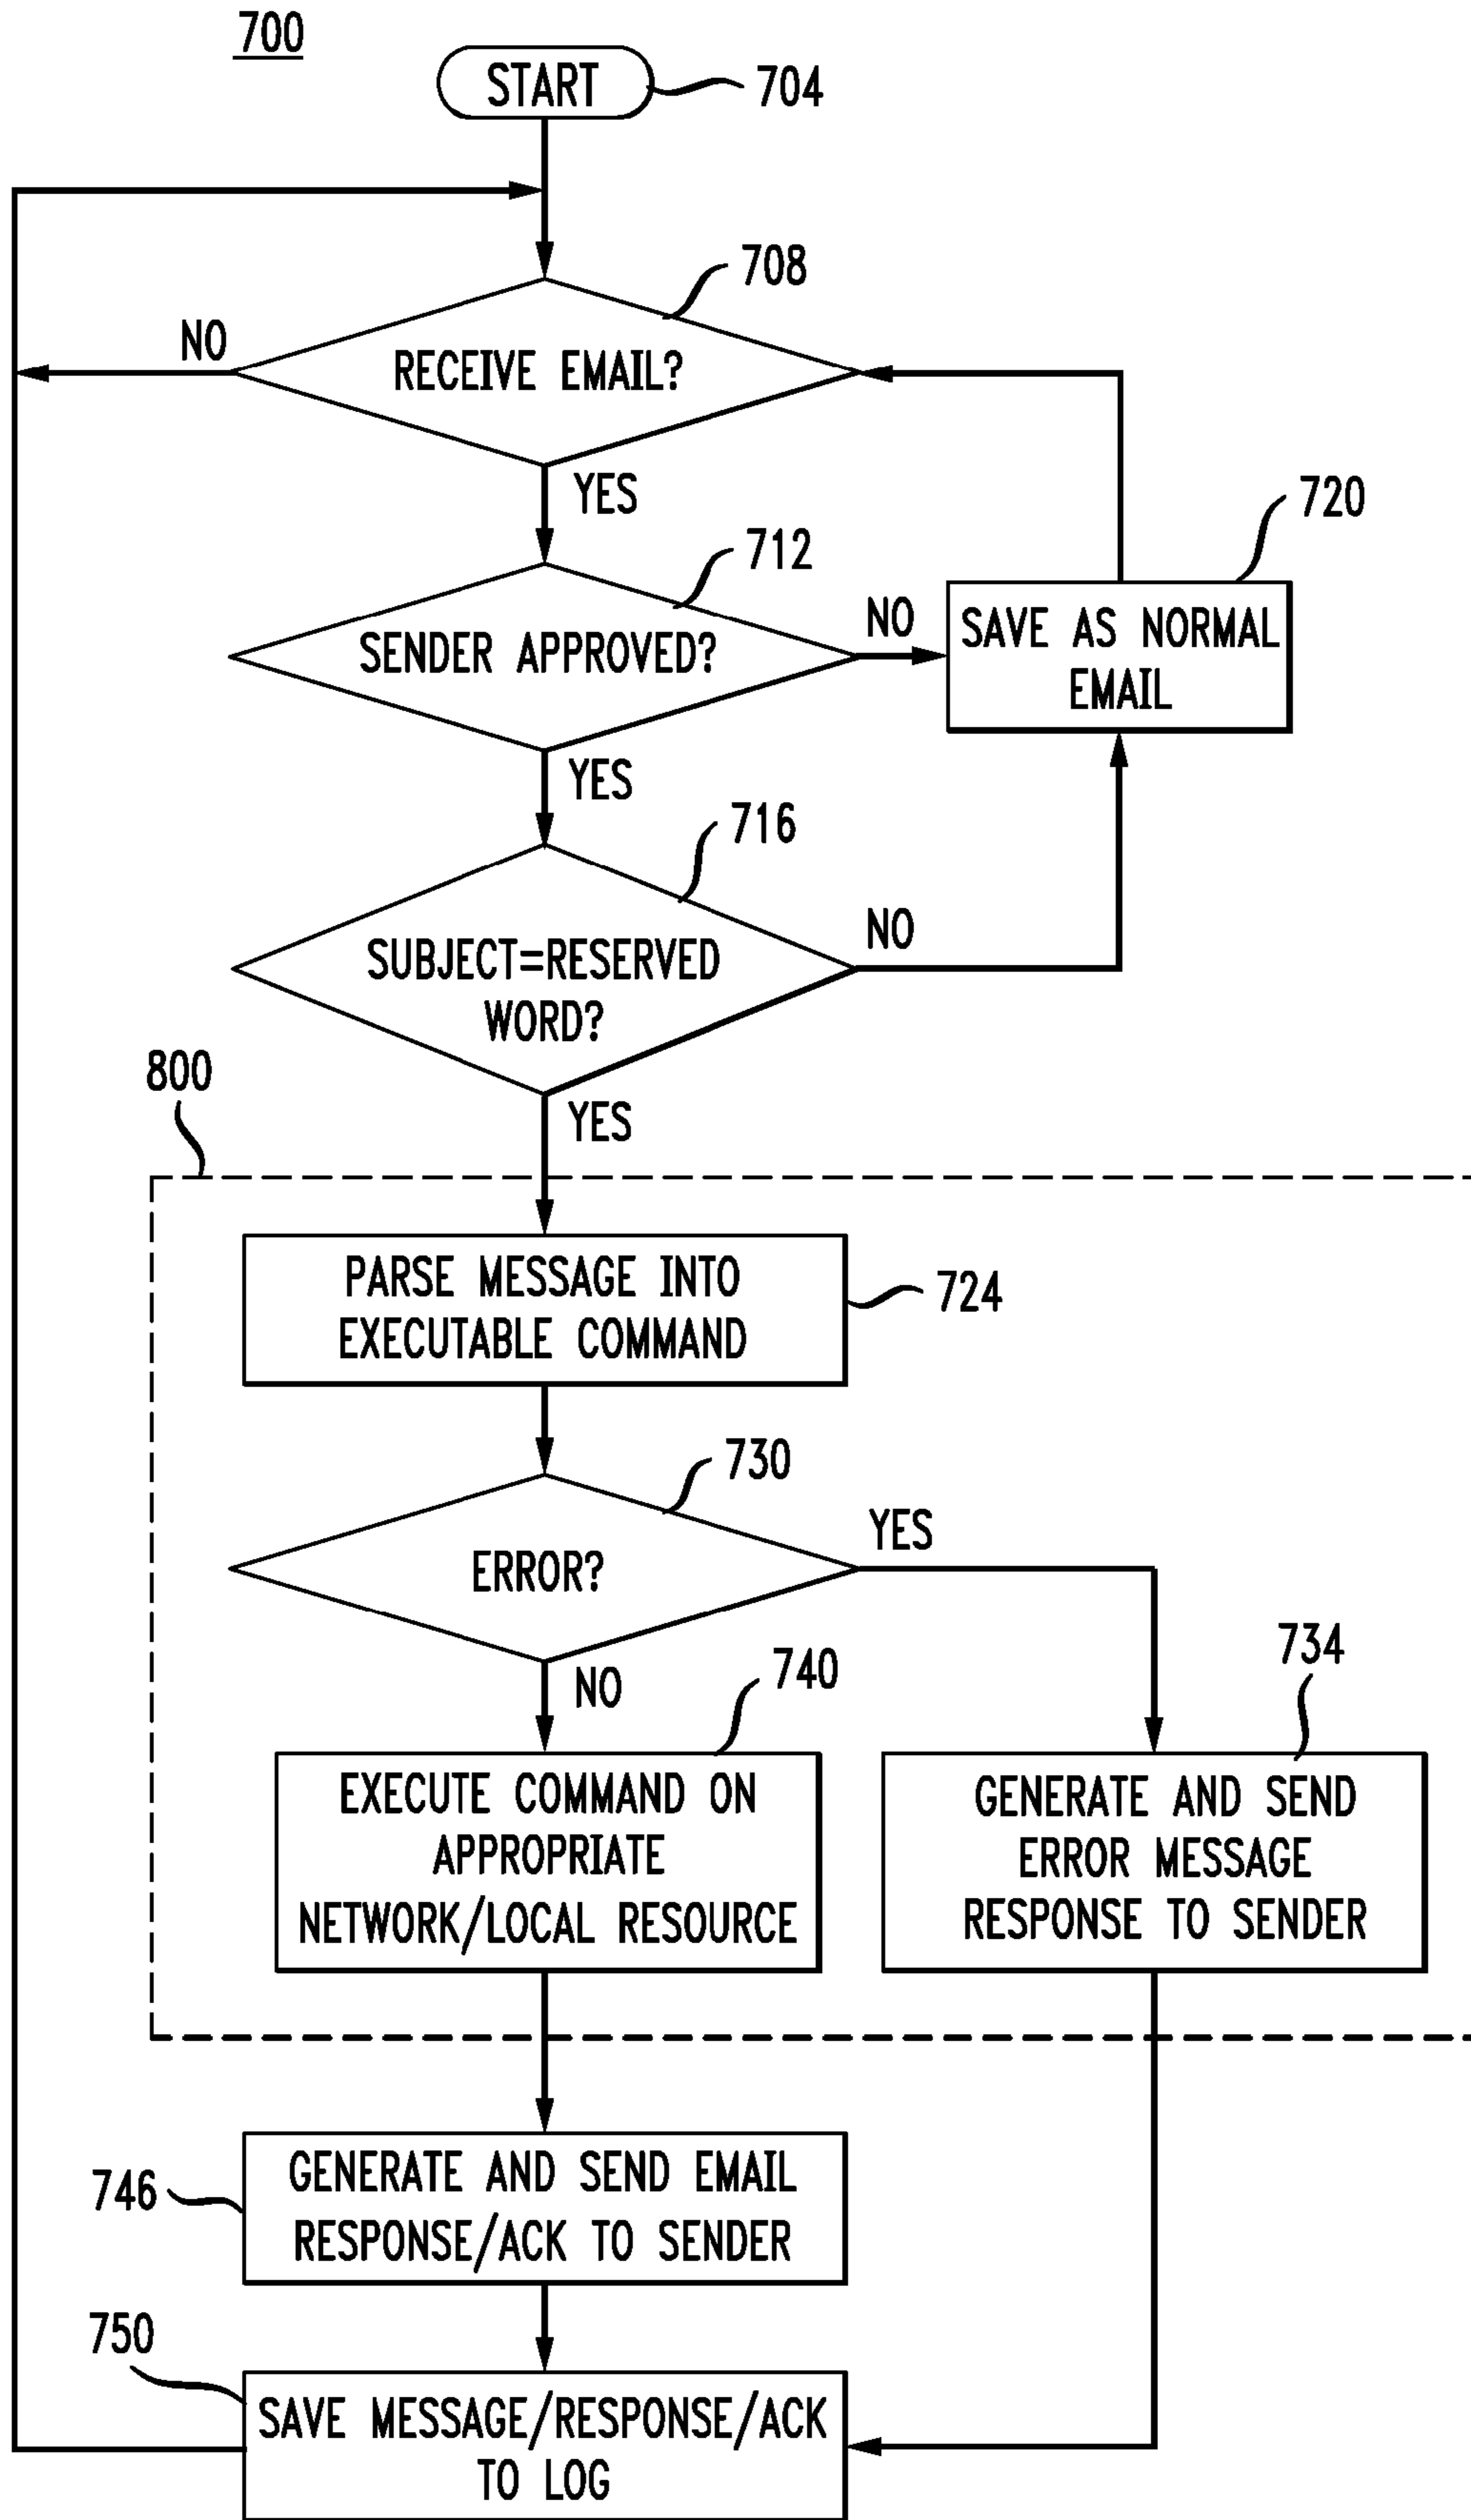 700
START
704
708
NO
RECEIVE EMAIL?
YES
720
712
NO
SENDER APPROVED?
SAVE AS NORMAL
EMAIL
YES
716
NO
SUBJECT=RESERVED
WORD?
800
YES
PARSE MESSAGE INTO
EXECUTABLE COMMAND
724
730
YES
ERROR?
734
740
NO
EXECUTE COMMAND ON
APPROPRIATE
NETWORK/LOCAL RESOURCE
GENERATE AND SEND
ERROR MESSAGE
RESPONSE TO SENDER
746
GENERATE AND SEND EMAIL
RESPONSE/ACK TO SENDER
750
SAVE MESSAGE/RESPONSE/ACK
TO LOG